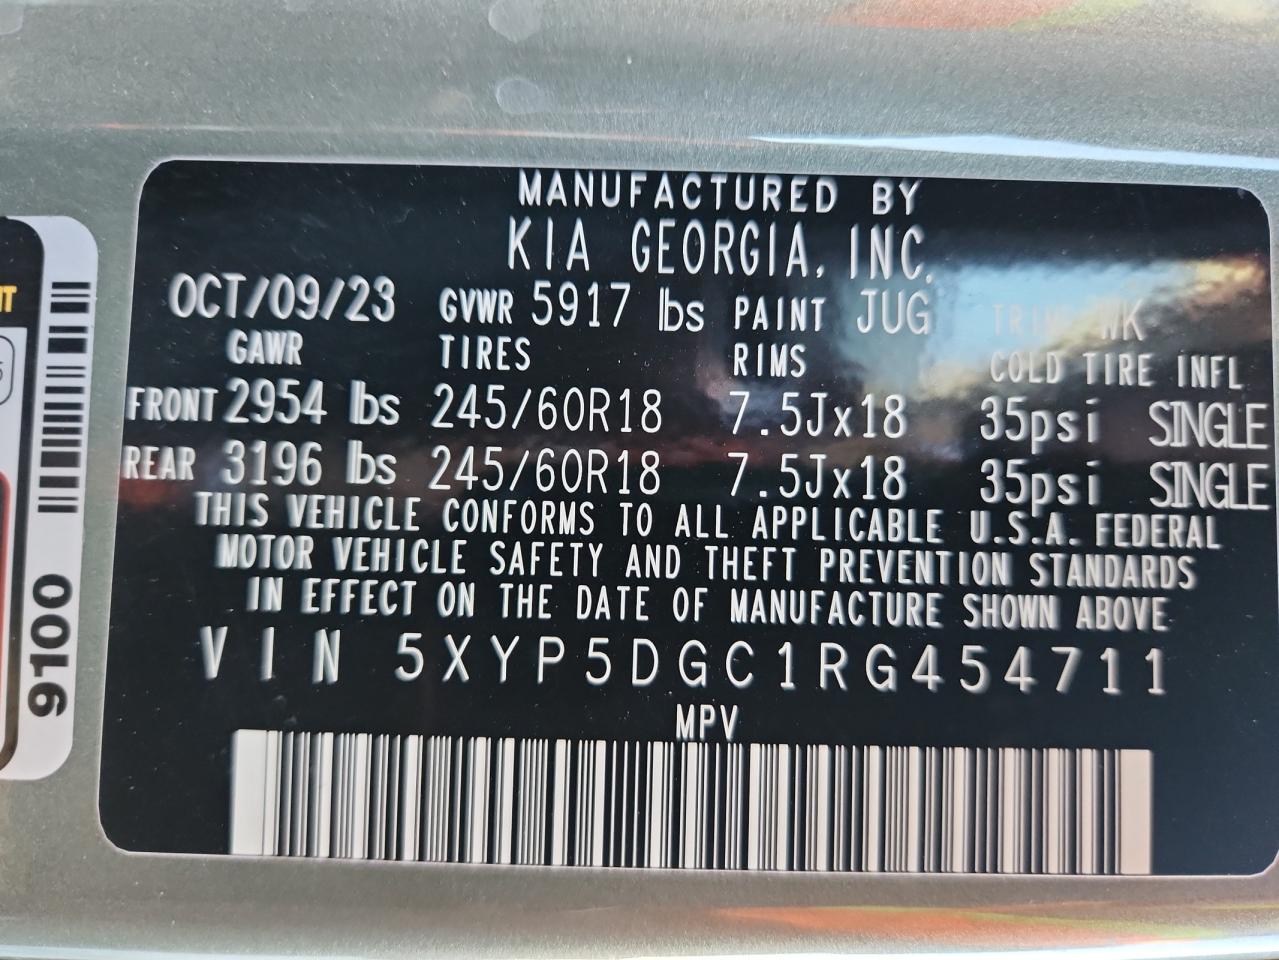 MANUFACTURED BY
KIA GEORGIA, INC.
OCT/09/23 GVWR 5917 lbs PAINT JUG TRIM WK
GAWR TIRES RIMS COLD TIRE INFL
FRONT 2954 lbs 245/60R18 7.5Jx18 35psi SINGLE
REAR 3196 lbs 245/60R18 7.5Jx18 35psi SINGLE
THIS VEHICLE CONFORMS TO ALL APPLICABLE U.S.A. FEDERAL
MOTOR VEHICLE SAFETY AND THEFT PREVENTION STANDARDS
IN EFFECT ON THE DATE OF MANUFACTURE SHOWN ABOVE
VIN 5XYP5DGC1RG454711
MPV
9100